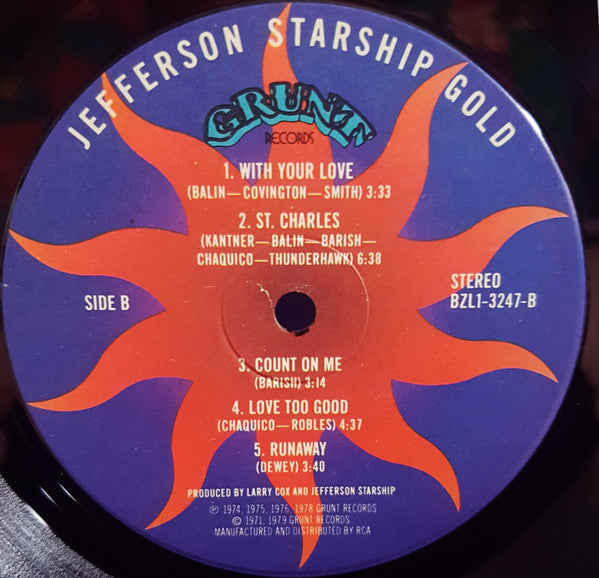 JEFFERSON STARSHIP GOLD
GRUNT
RECORDS
1. WITH YOUR LOVE
(BALIN—COVINGTON—SMITH) 3:33
2. ST. CHARLES
(KANTNER—BALIN—BARISH—
CHAQUICO—THUNDERHAWK) 6:38
SIDE B
STEREO
BZL1-3247-B
3. COUNT ON ME
(BARISH) 3:14
4. LOVE TOO GOOD
(CHAQUICO—ROBLES) 4:37
5. RUNAWAY
(DEWEY) 3:40
PRODUCED BY LARRY COX AND JEFFERSON STARSHIP
℗ 1974, 1975, 1976, 1978 GRUNT RECORDS
© 1971, 1979 GRUNT RECORDS
MANUFACTURED AND DISTRIBUTED BY RCA